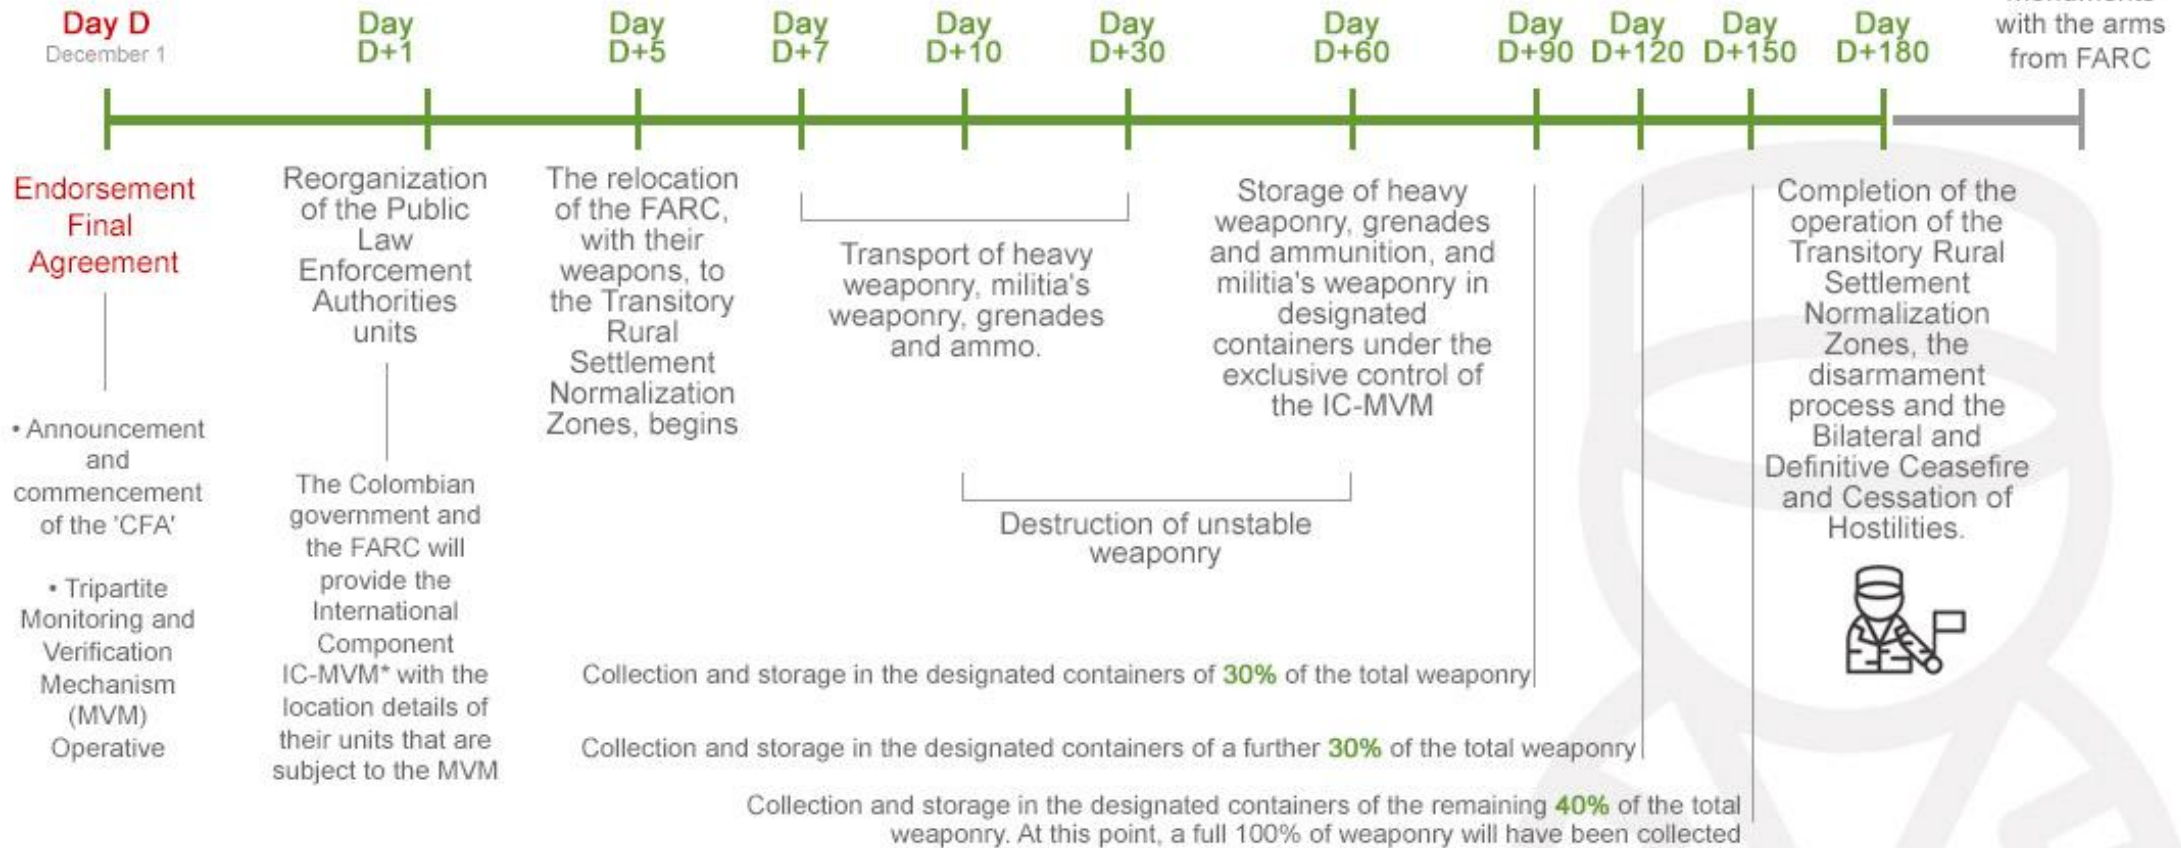 Day D
December 1
Day
D+1
Day
D+5
Day
D+7
Day
D+10
Day
D+30
Day
D+60
Day
D+90
Day
D+120
Day
D+150
Day
D+180
with the arms
from FARC
Endorsement
Final
Agreement
• Announcement
and
commencement
of the 'CFA'
• Tripartite
Monitoring and
Verification
Mechanism
(MVM)
Operative
Reorganization
of the Public
Law
Enforcement
Authorities
units
The Colombian
government and
the FARC will
provide the
International
Component
IC-MVM* with the
location details of
their units that are
subject to the MVM
The relocation
of the FARC,
with their
weapons, to
the Transitory
Rural
Settlement
Normalization
Zones, begins
Transport of heavy
weaponry, militia's
weaponry, grenades
and ammo.
Destruction of unstable
weaponry
Storage of heavy
weaponry, grenades
and ammunition, and
militia's weaponry in
designated
containers under the
exclusive control of
the IC-MVM
Collection and storage in the designated containers of 30% of the total weaponry
Collection and storage in the designated containers of a further 30% of the total weaponry
Collection and storage in the designated containers of the remaining 40% of the total
weaponry. At this point, a full 100% of weaponry will have been collected
Completion of the
operation of the
Transitory Rural
Settlement
Normalization
Zones, the
disarmament
process and the
Bilateral and
Definitive Ceasefire
and Cessation of
Hostilities.